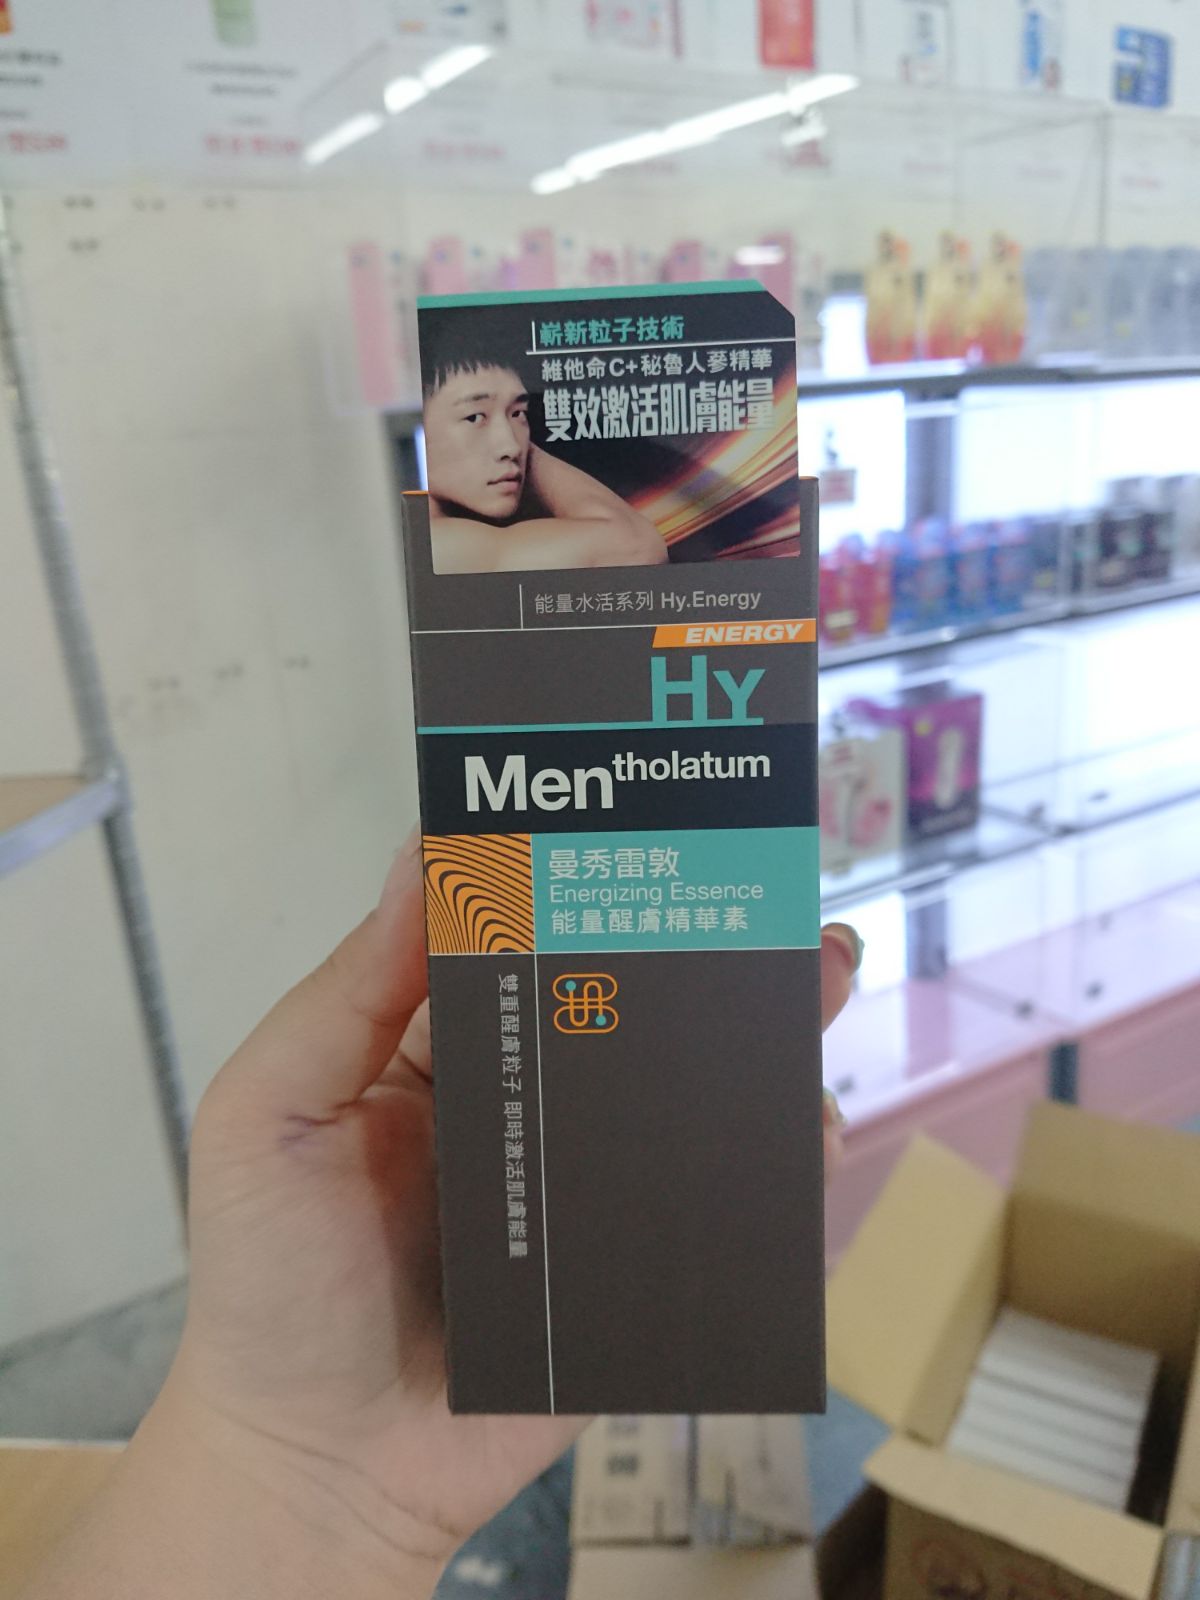 嶄新粒子技術
維他命C+秘魯人蔘精華
雙效激活肌膚能量
能量水活系列 Hy.Energy
ENERGY
Hy
Mentholatum
曼秀雷敦
Energizing Essence
能量醒膚精華素
雙重醒膚粒子 即時激活肌膚能量